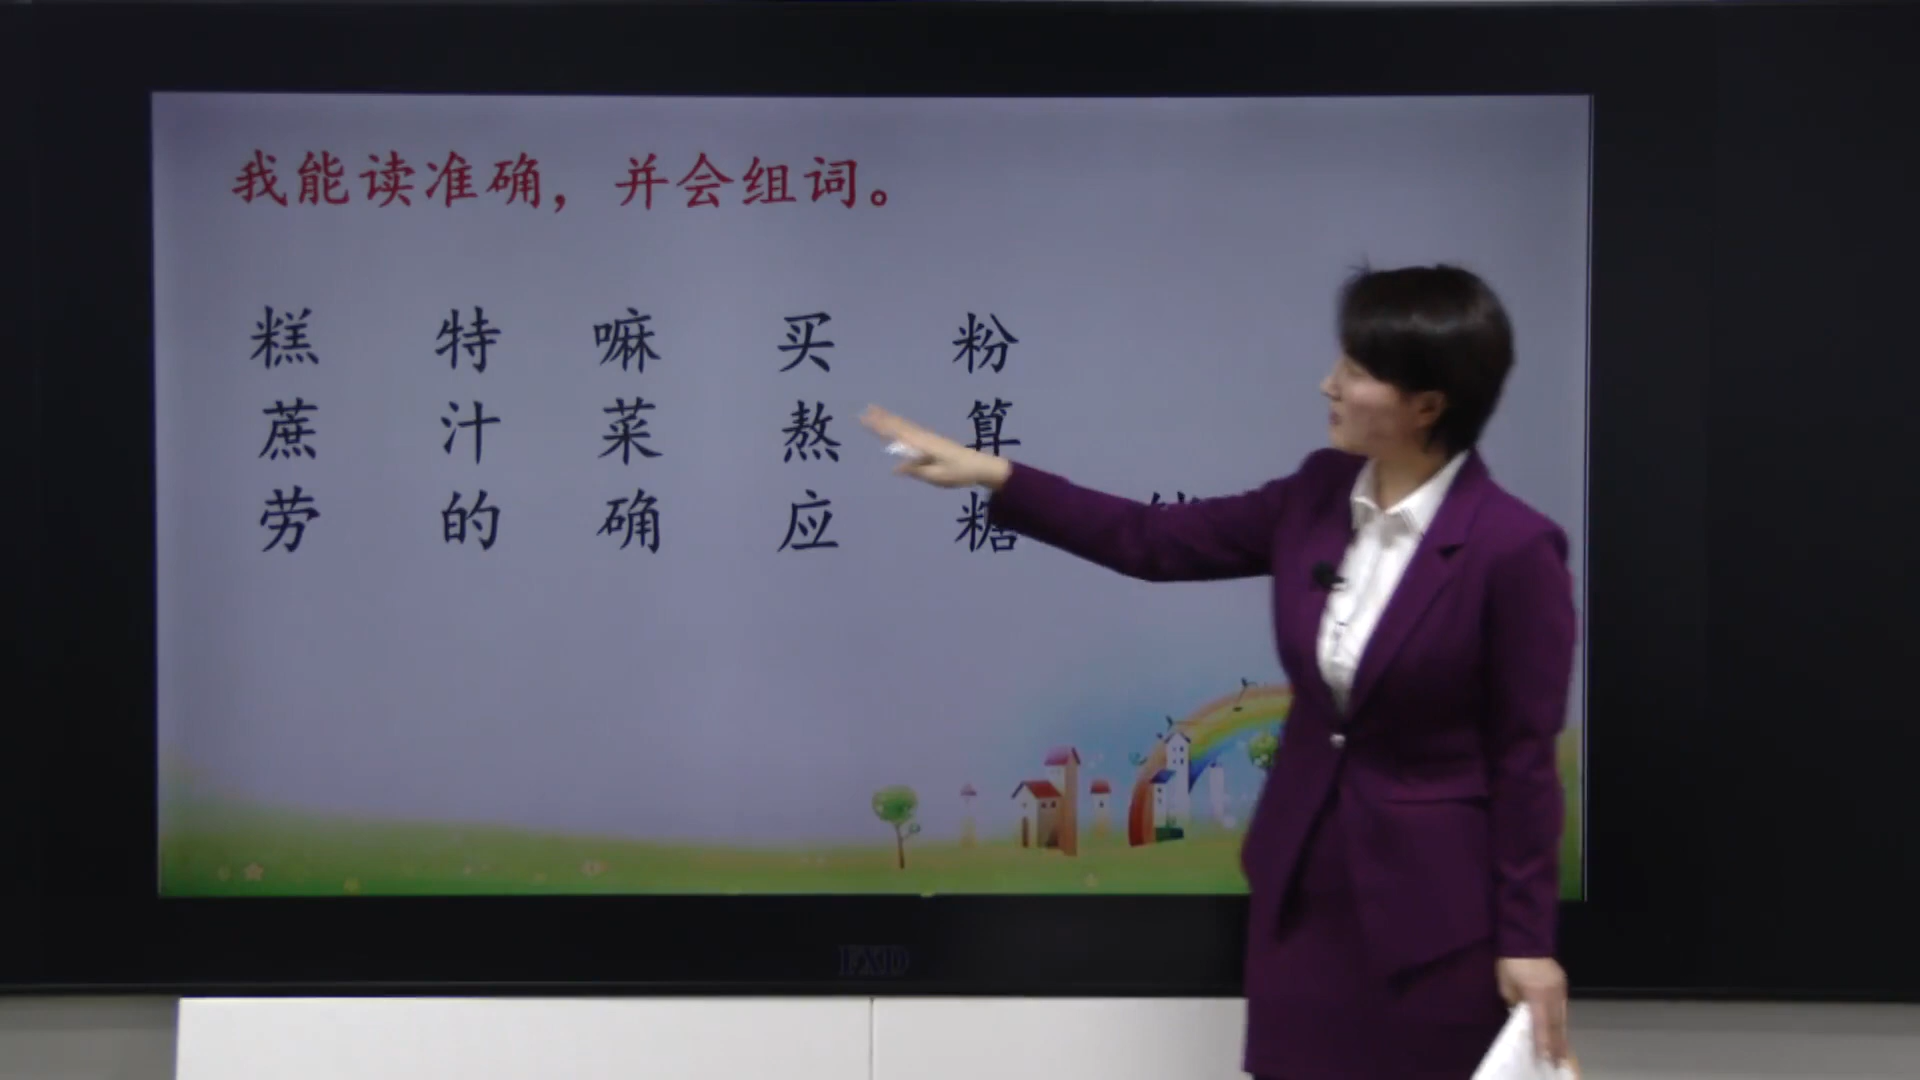 我能读准确，并会组词。
糕 特 嘛 买 粉
蔗 汁 菜 熬 算
劳 的 确 应 糖